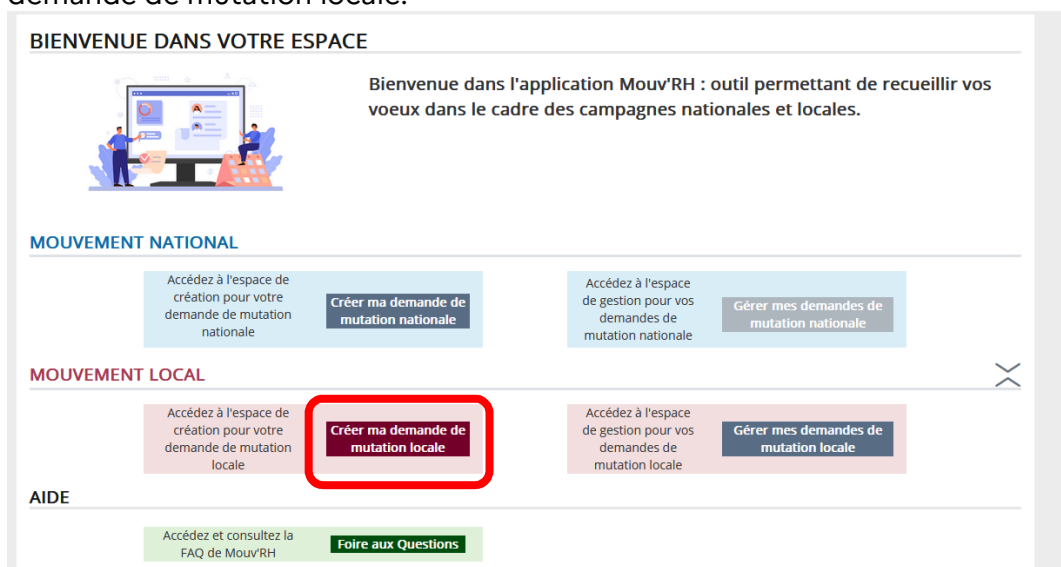 demande de mutation locale.
BIENVENUE DANS VOTRE ESPACE
Bienvenue dans l'application Mouv'RH : outil permettant de recueillir vos
voeux dans le cadre des campagnes nationales et locales.
MOUVEMENT NATIONAL
Accédez à l'espace de
création pour votre
demande de mutation
nationale
Créer ma demande de
mutation nationale
Accédez à l'espace
de gestion pour vos
demandes de
mutation nationale
Gérer mes demandes de
mutation nationale
MOUVEMENT LOCAL
Accédez à l'espace de
création pour votre
demande de mutation
locale
Créer ma demande de
mutation locale
Accédez à l'espace
de gestion pour vos
demandes de
mutation locale
Gérer mes demandes de
mutation locale
AIDE
Accédez et consultez la
FAQ de Mouv'RH
Foire aux Questions